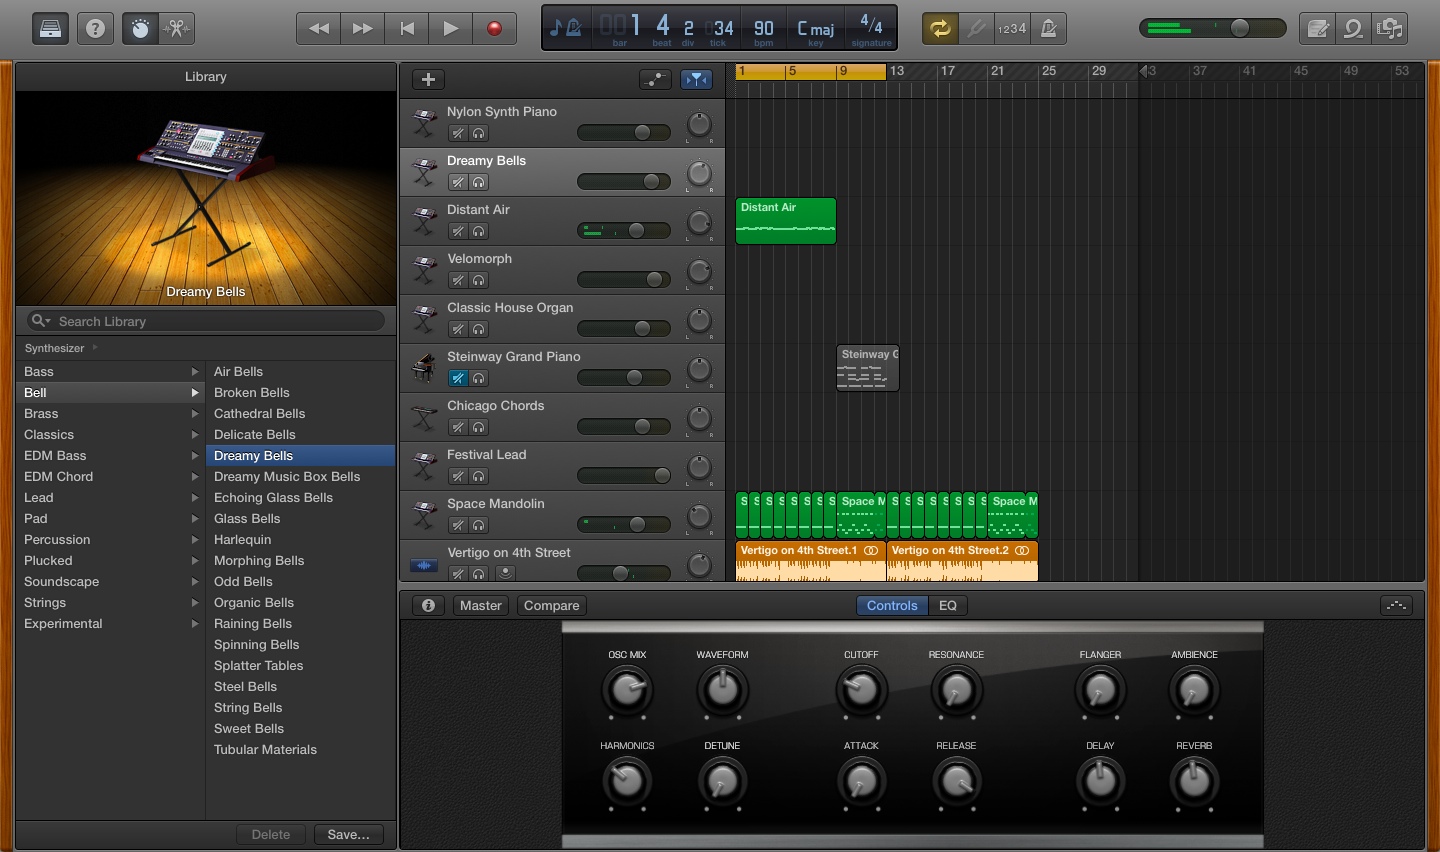 1 4 2 34 90 C maj 4/4
bar beat div tick bpm key signature
1234
Library
Dreamy Bells
Search Library
Synthesizer
Bass
Bell
Brass
Classics
EDM Bass
EDM Chord
Lead
Pad
Percussion
Plucked
Soundscape
Strings
Experimental
Air Bells
Broken Bells
Cathedral Bells
Delicate Bells
Dreamy Bells
Dreamy Music Box Bells
Echoing Glass Bells
Glass Bells
Harlequin
Morphing Bells
Odd Bells
Organic Bells
Raining Bells
Spinning Bells
Splatter Tables
Steel Bells
String Bells
Sweet Bells
Tubular Materials
Delete Save...
1 5 9 13 17 21 25 29 33 37 41 45 49 53
Nylon Synth Piano
L R
Dreamy Bells
L R
Distant Air
L R
Distant Air
Velomorph
L R
Classic House Organ
L R
Steinway Grand Piano
L R
Steinway G
Chicago Chords
L R
Festival Lead
L R
Space Mandolin
L R
S S S S S S S S Space M S S S S S S S S Space M
Vertigo on 4th Street
Vertigo on 4th Street.1 Vertigo on 4th Street.2
Master Compare Controls EQ
OSC MIX WAVEFORM CUTOFF RESONANCE FLANGER AMBIENCE
HARMONICS DETUNE ATTACK RELEASE DELAY REVERB